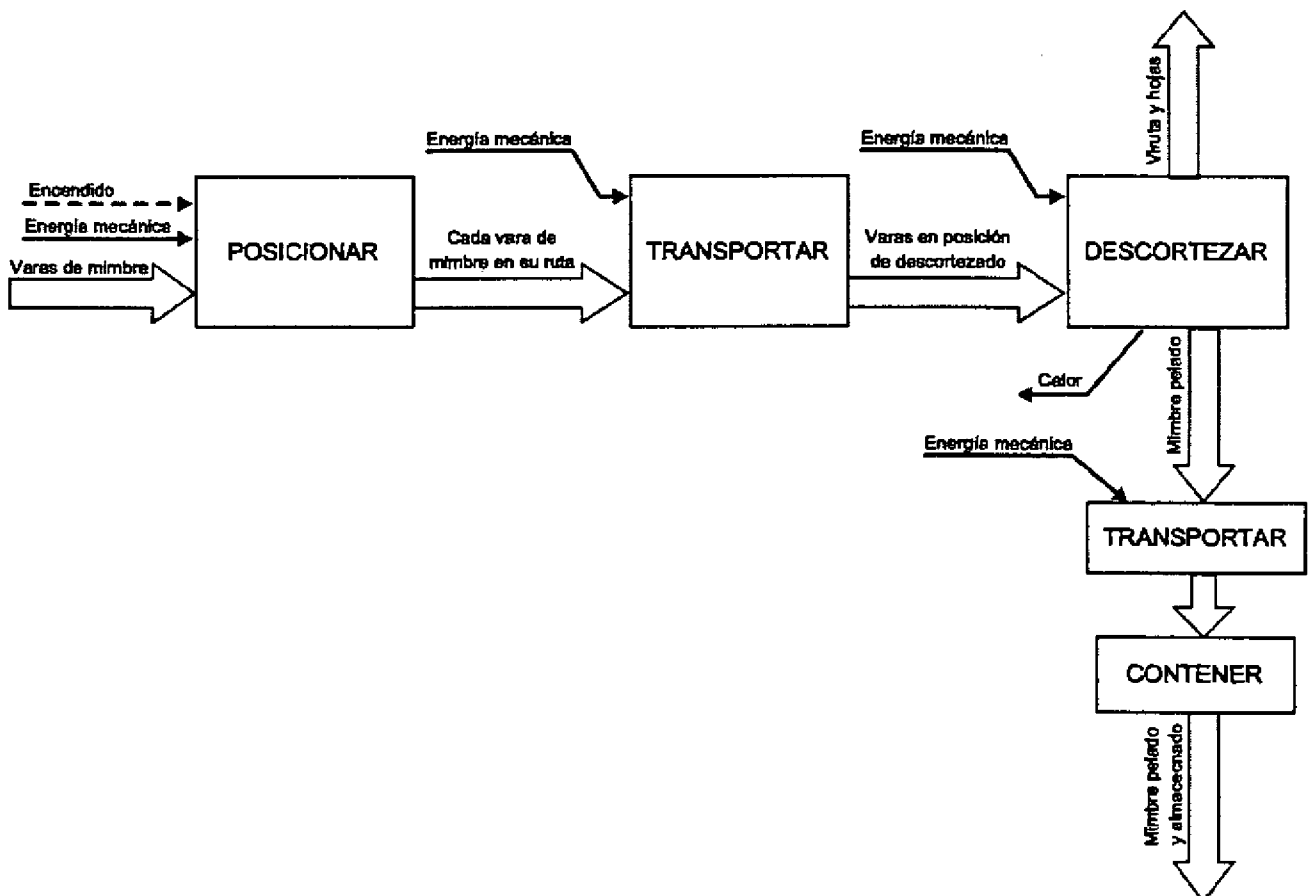 Viruta y hojas
Energía mecánica
Energía mecánica
Encendido
Energía mecánica
Varas de mimbre
POSICIONAR
Cada vara de
mimbre en su ruta
TRANSPORTAR
Varas en posición
de descortezado
DESCORTEZAR
Calor
Mimbre pelado
Energía mecánica
TRANSPORTAR
CONTENER
Mimbre pelado
y almacecnado